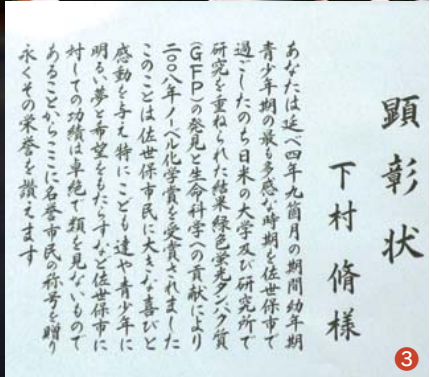 顕彰状
下村脩様
あなたは延べ四年九箇月の期間幼年期
青少年期の最も多感な時期を佐世保市で
過ごしたのち日米の大学及び研究所で
研究を重ねられた結果緑色蛍光タンパク質
(GFP)の発見と生命科学への貢献により
二〇〇八年ノーベル化学賞を受賞されました
このことは佐世保市民に大きな喜びと
感動を与え特にこども達や青少年に
明るい夢と希望をもたらすなど佐世保市に
対しての功績は卓絶で類を見ないもので
あることからここに名誉市民の称号を贈り
永くその栄誉を讃えます
3